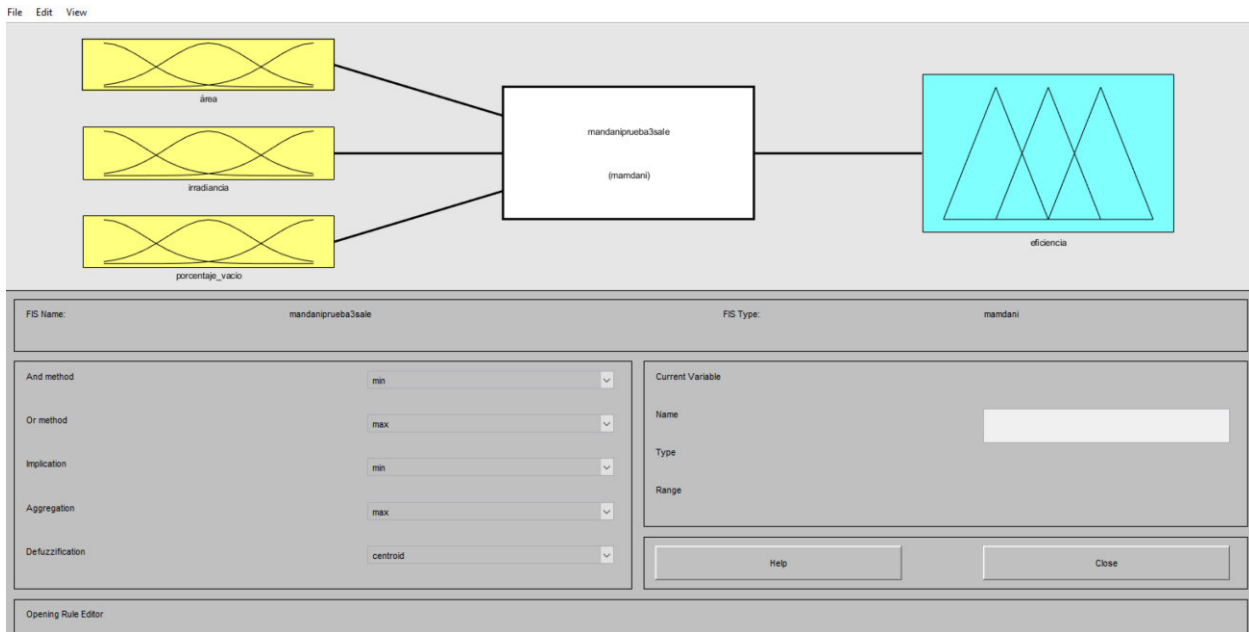 File Edit View
área
irradiancia
porcentaje_vacio
mandaniprueba3sale
(mamdani)
eficiencia
FIS Name: mandaniprueba3sale FIS Type: mamdani
And method min
Or method max
Implication min
Aggregation max
Defuzzification centroid
Current Variable
Name
Type
Range
Help Close
Opening Rule Editor